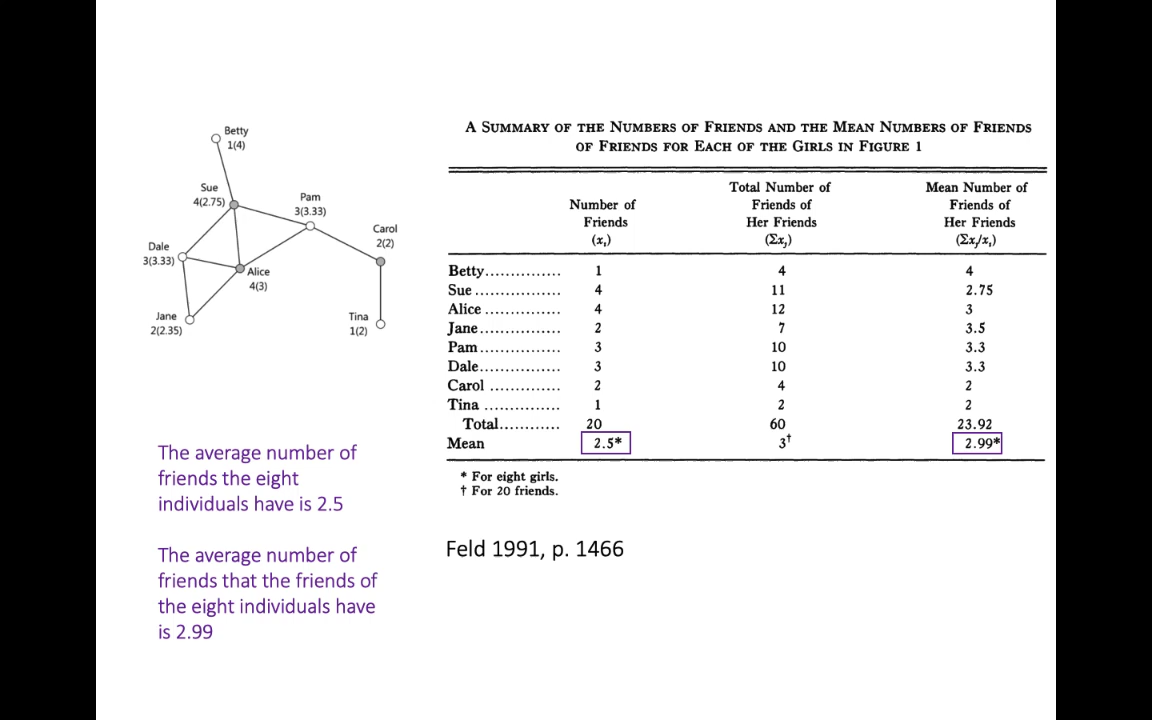 Betty
1(4)
Sue
4(2.75)
Pam
3(3.33)
Carol
2(2)
Dale
3(3.33)
Alice
4(3)
Jane
2(2.35)
Tina
1(2)
The average number of
friends the eight
individuals have is 2.5
The average number of
friends that the friends of
the eight individuals have
is 2.99
A SUMMARY OF THE NUMBERS OF FRIENDS AND THE MEAN NUMBERS OF FRIENDS
OF FRIENDS FOR EACH OF THE GIRLS IN FIGURE 1
Number of
Friends
(xᵢ)
Total Number of
Friends of
Her Friends
(Σxⱼ)
Mean Number of
Friends of
Her Friends
(Σxⱼ/xᵢ)
Betty............... 1 4 4
Sue ................. 4 11 2.75
Alice ............... 4 12 3
Jane................. 2 7 3.5
Pam................. 3 10 3.3
Dale................. 3 10 3.3
Carol .............. 2 4 2
Tina ............... 1 2 2
Total............ 20 60 23.92
Mean 2.5* 3† 2.99*
* For eight girls.
† For 20 friends.
Feld 1991, p. 1466